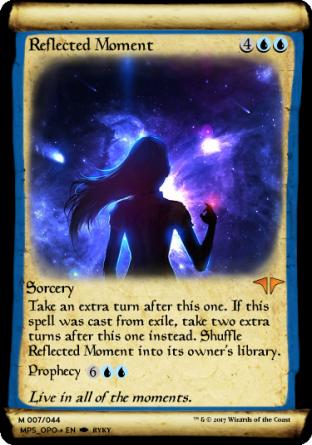 Reflected Moment 4
Sorcery
Take an extra turn after this one. If this
spell was cast from exile, take two extra
turns after this one instead. Shuffle
Reflected Moment into its owner's library.
Prophecy 6
Live in all of the moments.
M 007/044
MPS_OPO • EN RYKY
™ & © 2017 Wizards of the Coast